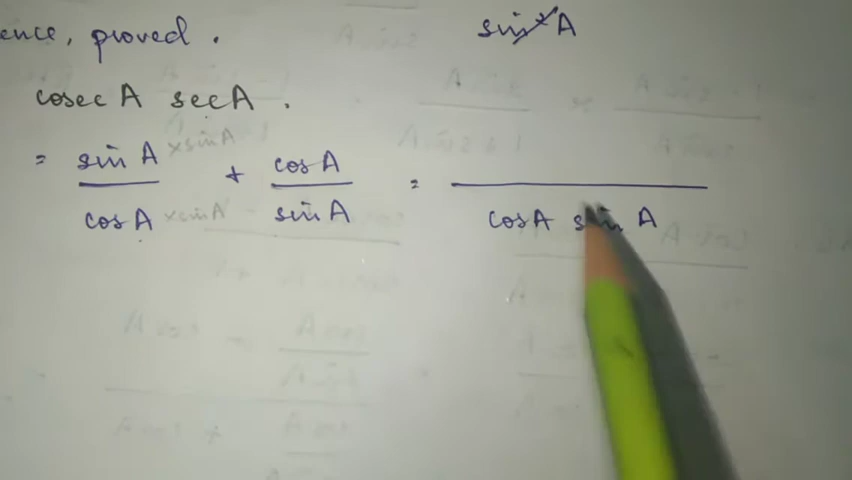 ence, proved. sin²A
cosec A sec A.
= sin A × sin A / cos A × sin A + cos A / sin A = / cos A sin A